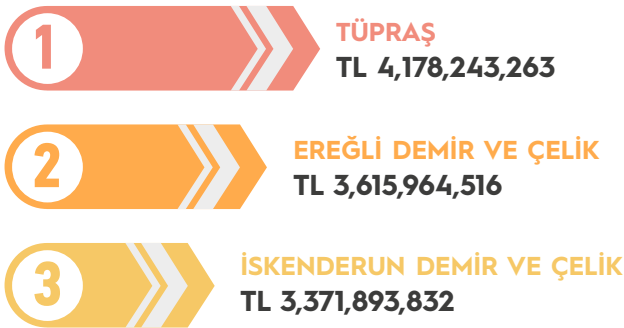 1
TÜPRAŞ
TL 4,178,243,263
2
EREĞLİ DEMİR VE ÇELİK
TL 3,615,964,516
3
İSKENDERUN DEMİR VE ÇELİK
TL 3,371,893,832